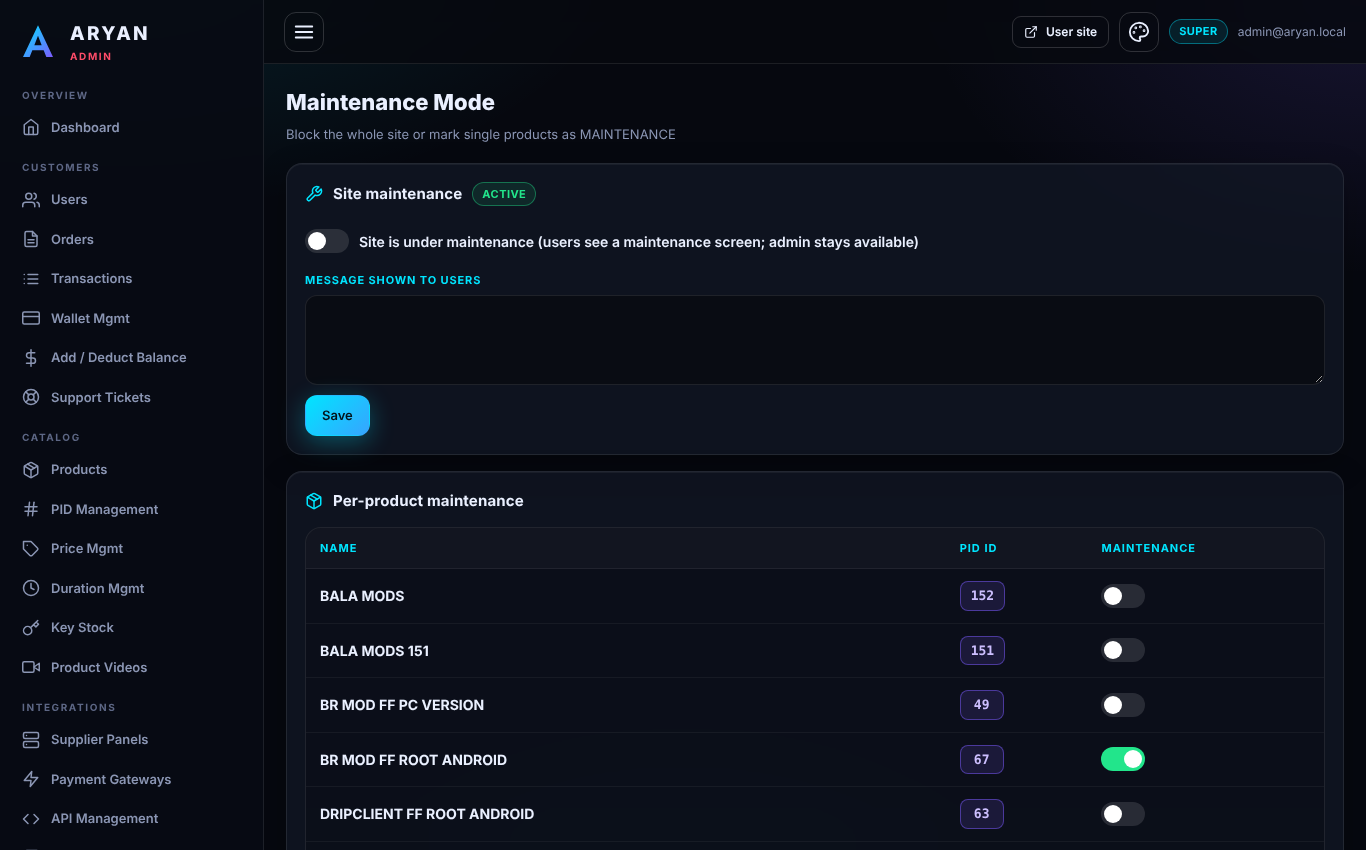 ARYAN
ADMIN
OVERVIEW
Dashboard
CUSTOMERS
Users
Orders
Transactions
Wallet Mgmt
Add / Deduct Balance
Support Tickets
CATALOG
Products
PID Management
Price Mgmt
Duration Mgmt
Key Stock
Product Videos
INTEGRATIONS
Supplier Panels
Payment Gateways
API Management
User site
SUPER
admin@aryan.local
Maintenance Mode
Block the whole site or mark single products as MAINTENANCE
Site maintenance ACTIVE
Site is under maintenance (users see a maintenance screen; admin stays available)
MESSAGE SHOWN TO USERS
Save
Per-product maintenance
NAME PID ID MAINTENANCE
BALA MODS 152
BALA MODS 151 151
BR MOD FF PC VERSION 49
BR MOD FF ROOT ANDROID 67
DRIPCLIENT FF ROOT ANDROID 63